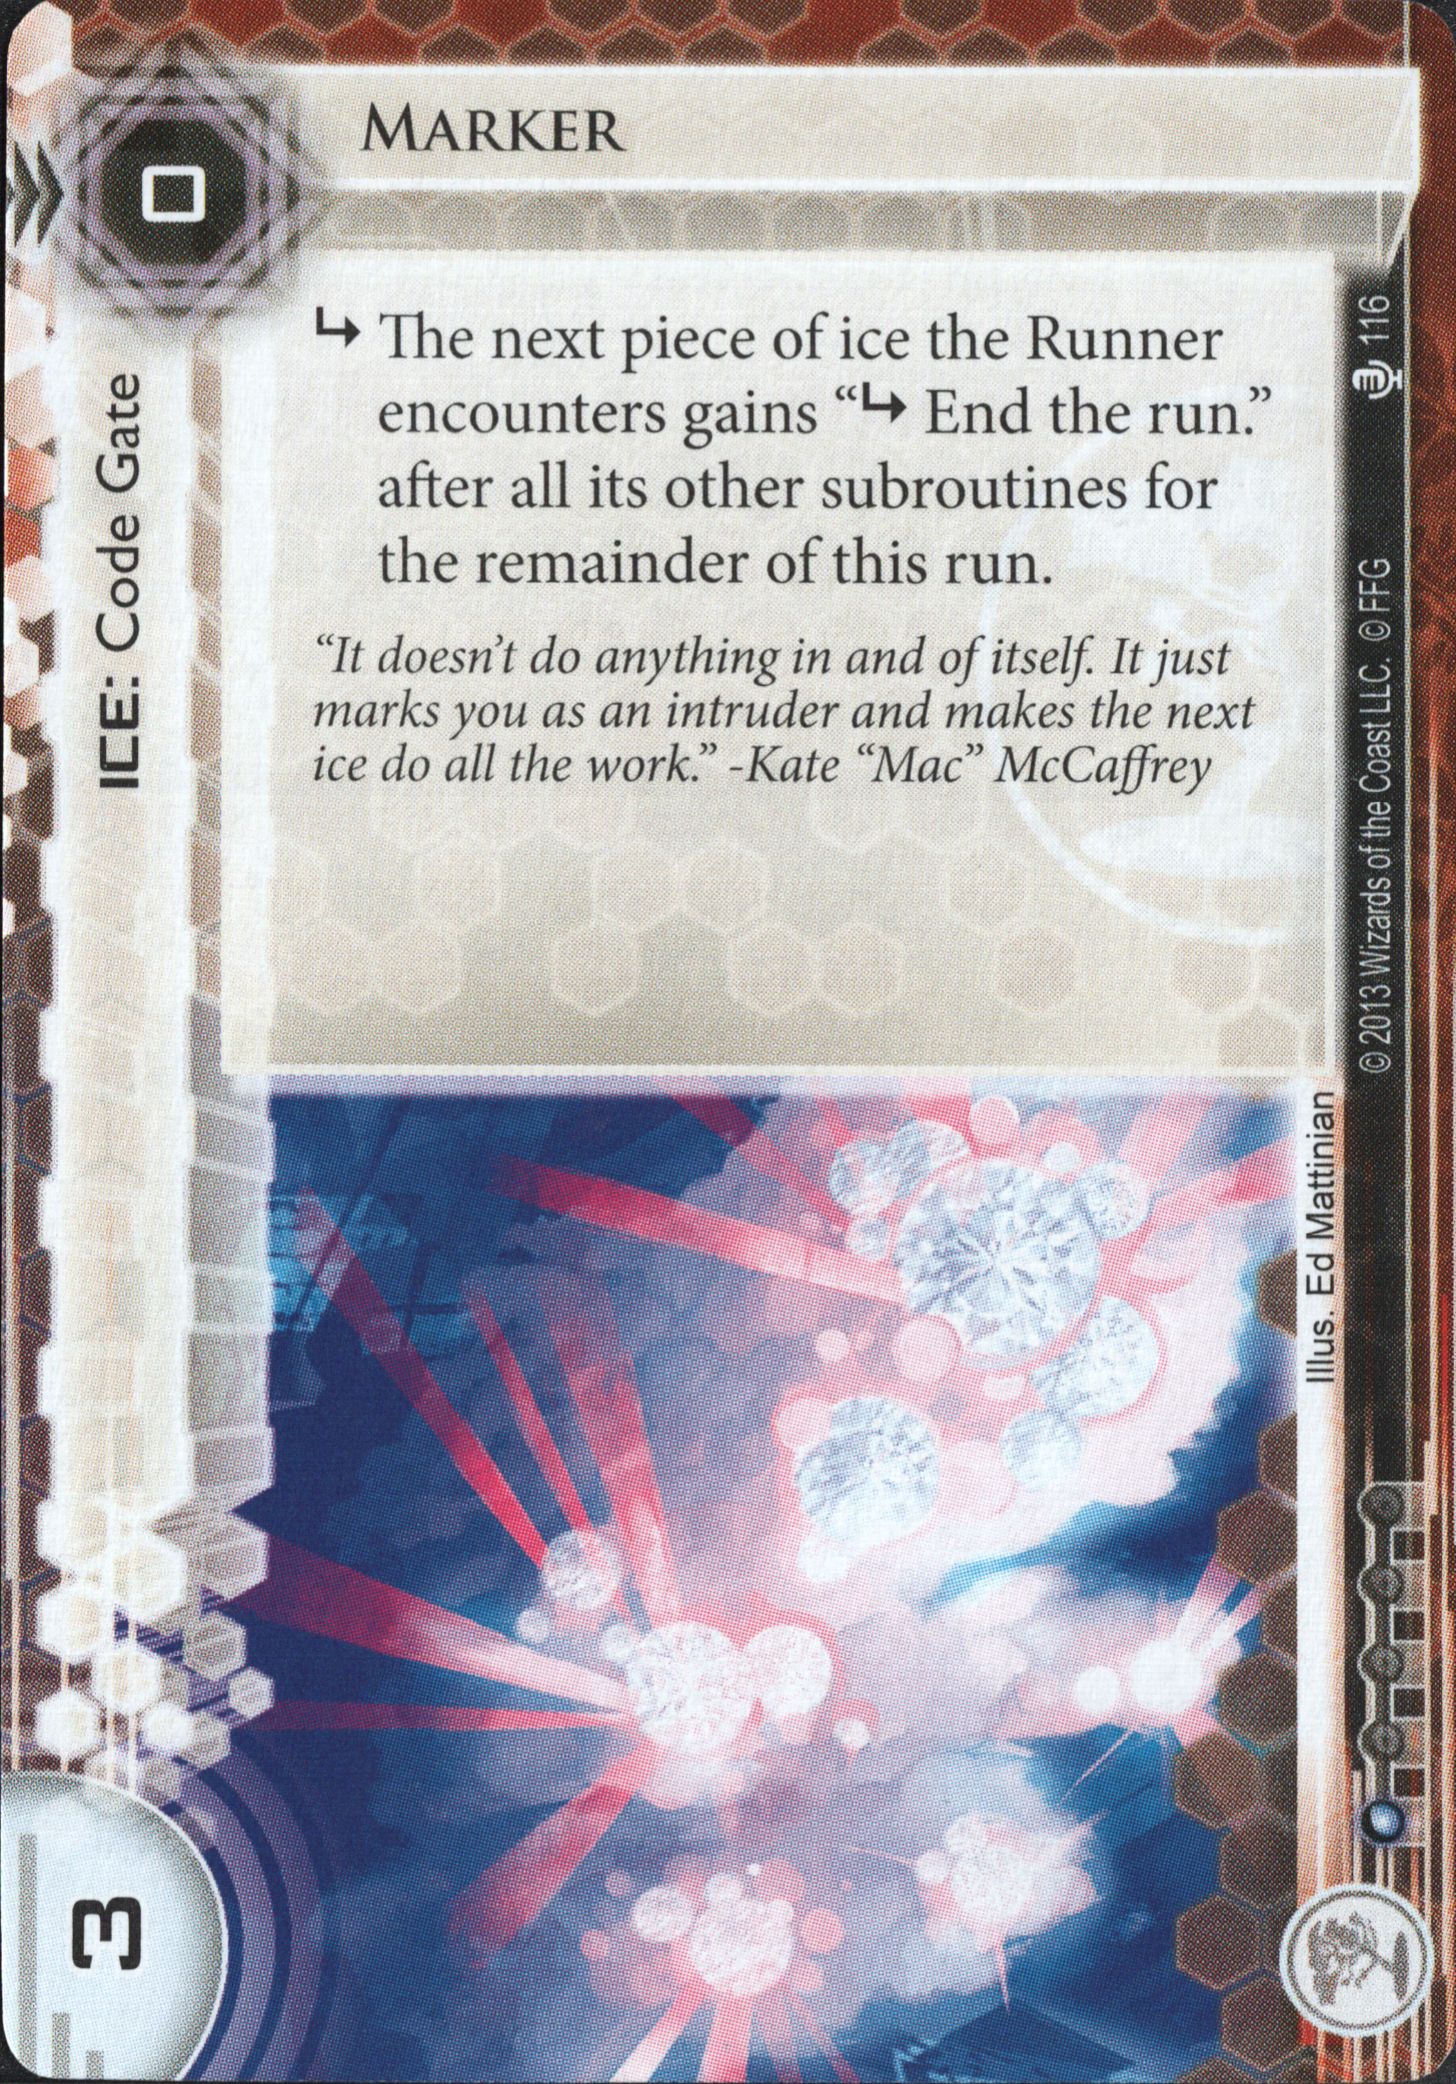 MARKER
0
ICE: Code Gate
↳ The next piece of ice the Runner
encounters gains “↳ End the run.”
after all its other subroutines for
the remainder of this run.
“It doesn’t do anything in and of itself. It just
marks you as an intruder and makes the next
ice do all the work.” -Kate “Mac” McCaffrey
116
© 2013 Wizards of the Coast LLC. © FFG
Illus. Ed Mattinian
3